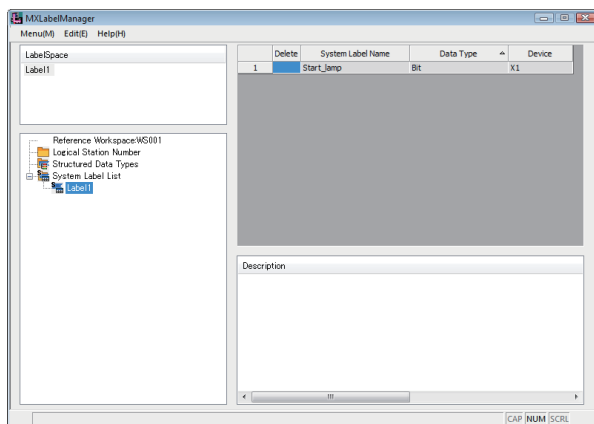 MXLabelManager
Menu(M) Edit(E) Help(H)
LabelSpace
Label1
Delete System Label Name Data Type Device
1 Start_lamp Bit X1
Reference Workspace:WS001
Logical Station Number
Structured Data Types
System Label List
Label1
Description
CAP NUM SCRL